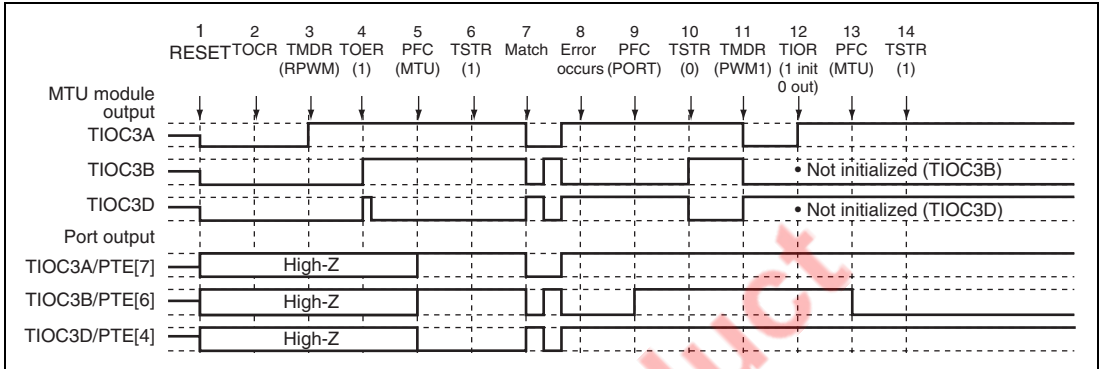 1 2 3 4 5 6 7 8 9 10 11 12 13 14
RESET TOCR TMDR TOER PFC TSTR Match Error PFC TSTR TMDR TIOR PFC TSTR
(RPWM) (1) (MTU) (1) occurs (PORT) (0) (PWM1) (1 init (MTU) (1)
0 out)
MTU module
output
TIOC3A
TIOC3B
• Not initialized (TIOC3B)
TIOC3D
• Not initialized (TIOC3D)
Port output
TIOC3A/PTE[7] High-Z
TIOC3B/PTE[6] High-Z
TIOC3D/PTE[4] High-Z